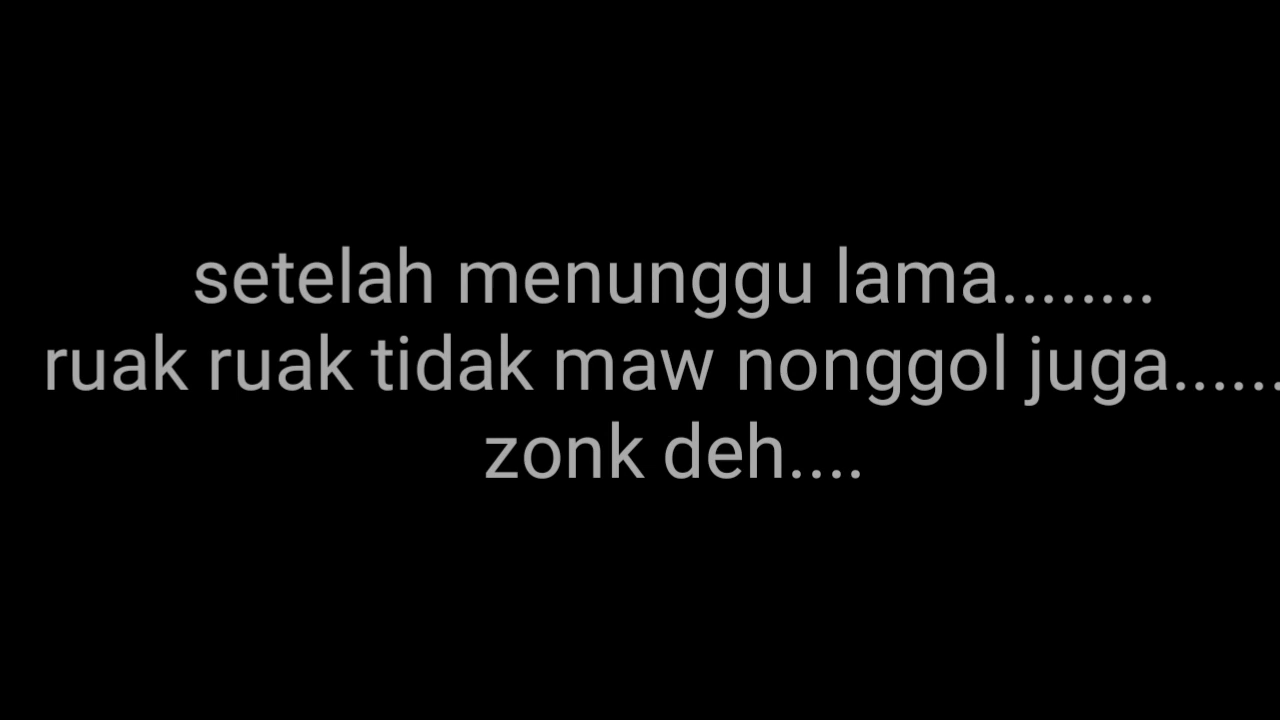 setelah menunggu lama........
ruak ruak tidak maw nonggol juga......
zonk deh....